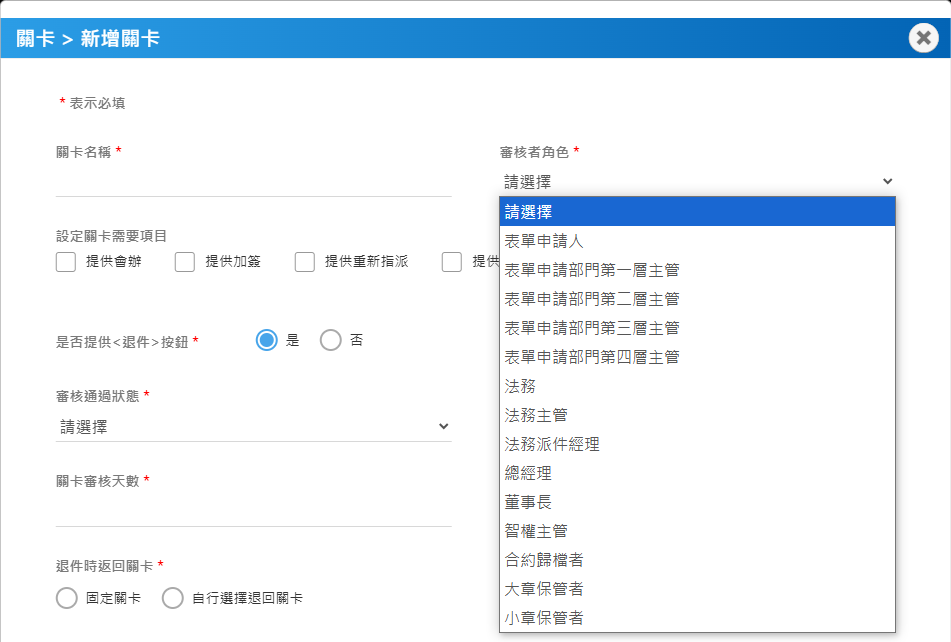 關卡 > 新增關卡
* 表示必填
關卡名稱 *
審核者角色 *
請選擇
設定關卡需要項目
提供會辦 提供加簽 提供重新指派 提供
是否提供<退件>按鈕 * 是 否
審核通過狀態 *
請選擇
關卡審核天數 *
退件時返回關卡 *
固定關卡 自行選擇退回關卡
請選擇
表單申請人
表單申請部門第一層主管
表單申請部門第二層主管
表單申請部門第三層主管
表單申請部門第四層主管
法務
法務主管
法務派件經理
總經理
董事長
智權主管
合約歸檔者
大章保管者
小章保管者